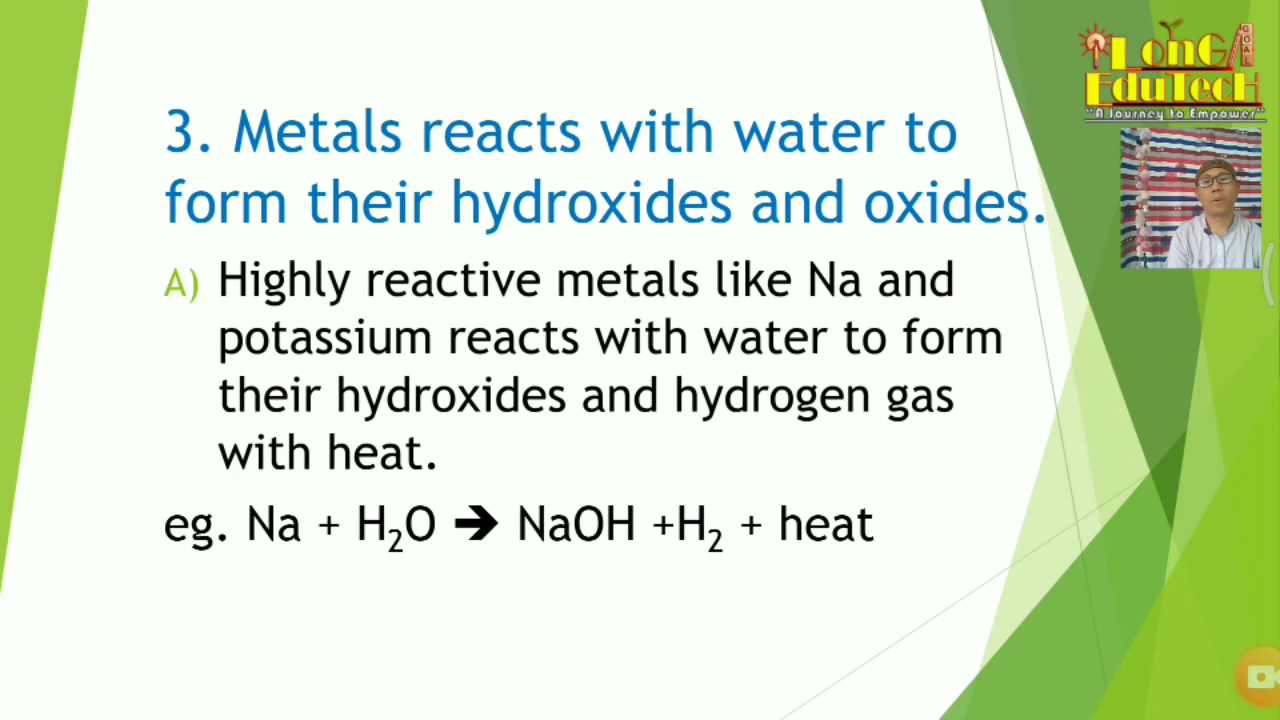 LonG EduTecH
GOAL
"A Journey to Empower"
3. Metals reacts with water to
form their hydroxides and oxides.
A) Highly reactive metals like Na and
potassium reacts with water to form
their hydroxides and hydrogen gas
with heat.
eg. Na + H₂O ➔ NaOH +H₂ + heat